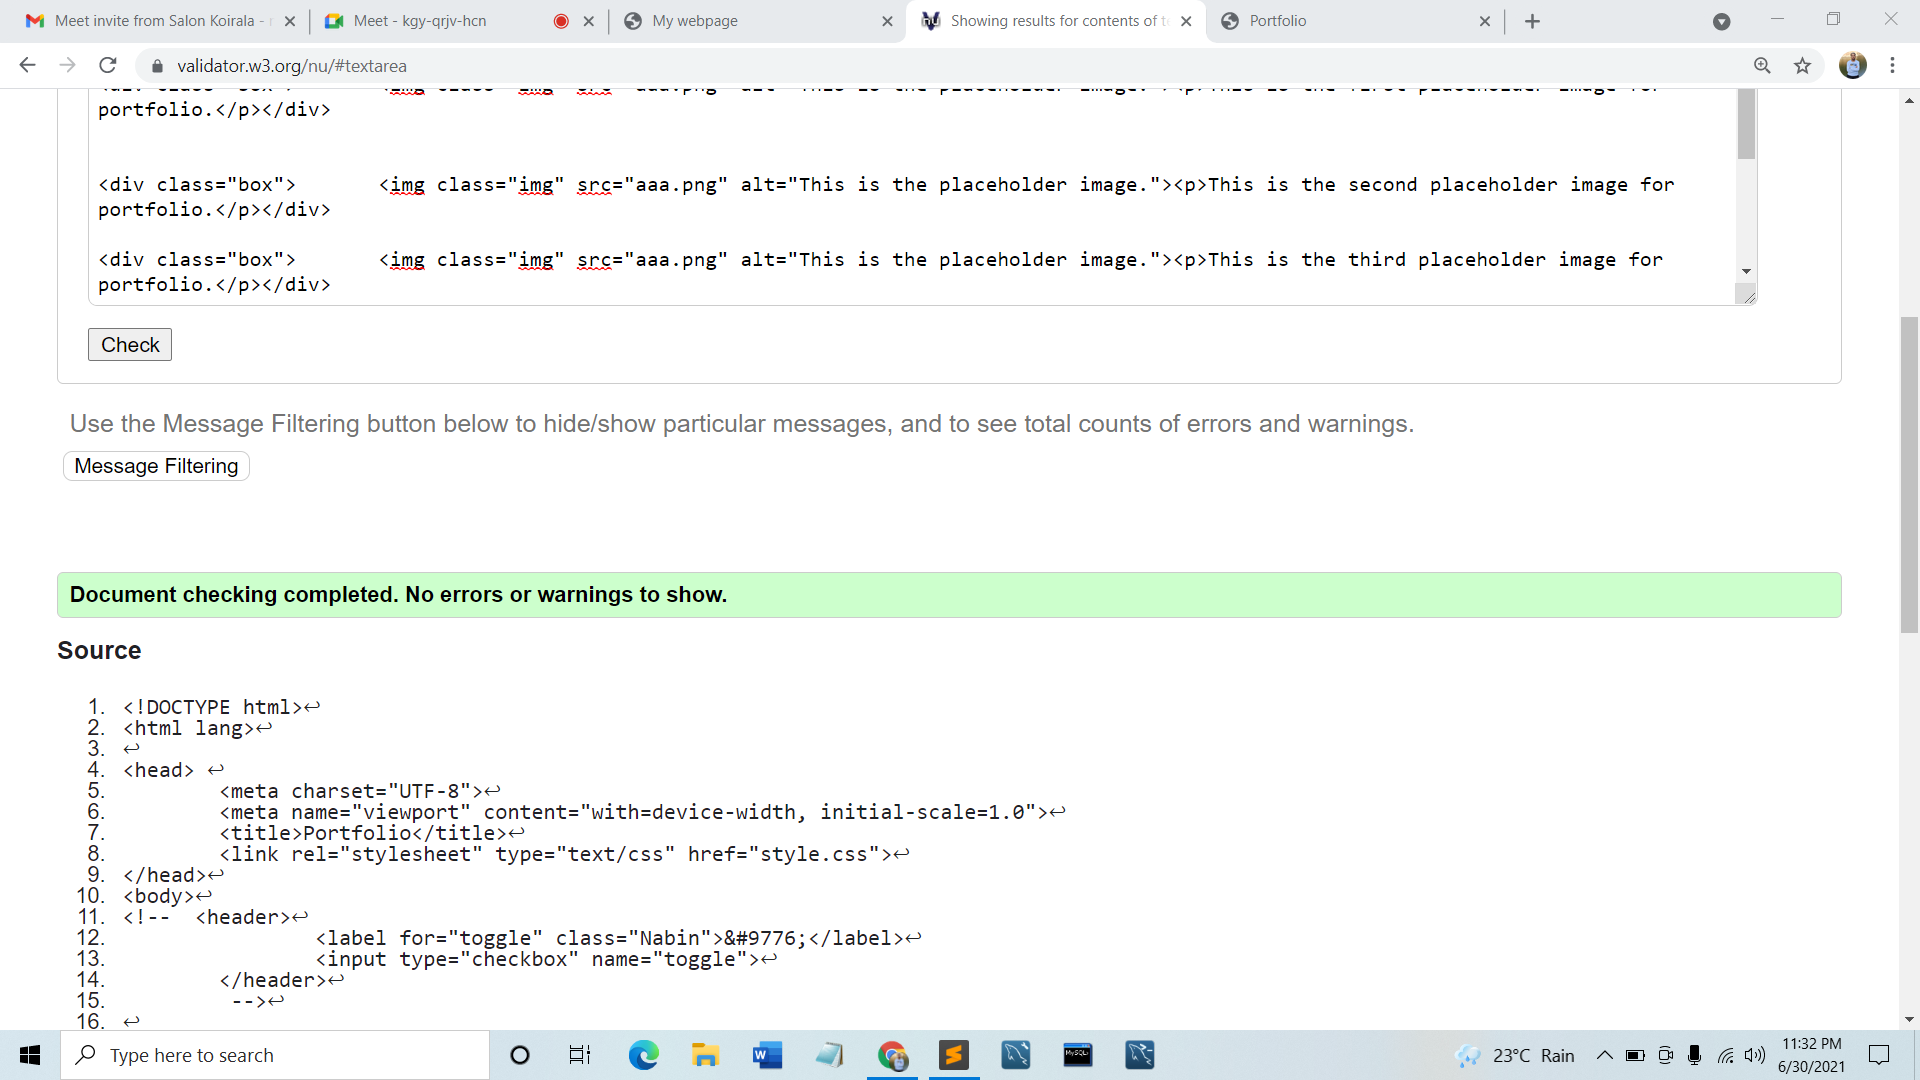 Meet invite from Salon Koirala -
Meet - kgy-qrjv-hcn
My webpage
Showing results for contents of te
Portfolio
validator.w3.org/nu/#textarea
portfolio.</p></div>
<div class="box">       <img class="img" src="aaa.png" alt="This is the placeholder image."><p>This is the second placeholder image for
portfolio.</p></div>
<div class="box">       <img class="img" src="aaa.png" alt="This is the placeholder image."><p>This is the third placeholder image for
portfolio.</p></div>
Check
Use the Message Filtering button below to hide/show particular messages, and to see total counts of errors and warnings.
Message Filtering
Document checking completed. No errors or warnings to show.
Source
1. <!DOCTYPE html>↩
2. <html lang>↩
3. ↩
4. <head> ↩
5.         <meta charset="UTF-8">↩
6.         <meta name="viewport" content="with=device-width, initial-scale=1.0">↩
7.         <title>Portfolio</title>↩
8.         <link rel="stylesheet" type="text/css" href="style.css">↩
9. </head>↩
10. <body>↩
11. <!--  <header>↩
12.                 <label for="toggle" class="Nabin">&#9776;</label>↩
13.                 <input type="checkbox" name="toggle">↩
14.         </header>↩
15.          -->↩
16. ↩
Type here to search
MySQL
23°C Rain
11:32 PM
6/30/2021